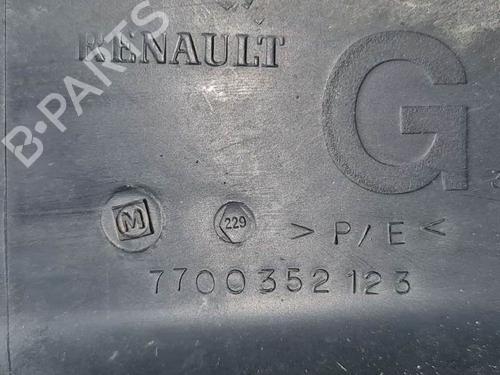 RENAULT
G
M
229
> P/E <
7700352123
B-PARTS